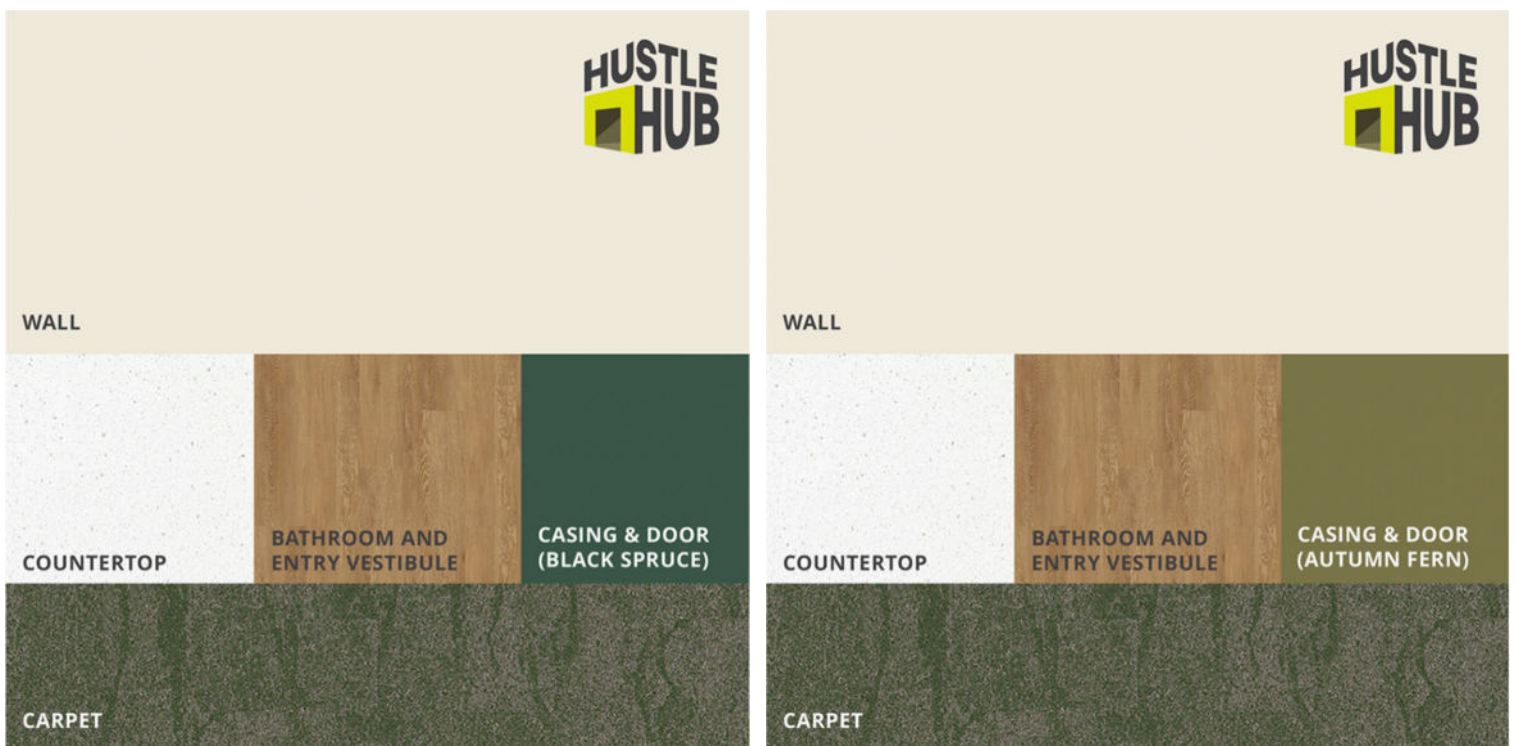 HUSTLE
HUB
WALL
COUNTERTOP
BATHROOM AND
ENTRY VESTIBULE
CASING & DOOR
(BLACK SPRUCE)
CARPET
HUSTLE
HUB
WALL
COUNTERTOP
BATHROOM AND
ENTRY VESTIBULE
CASING & DOOR
(AUTUMN FERN)
CARPET